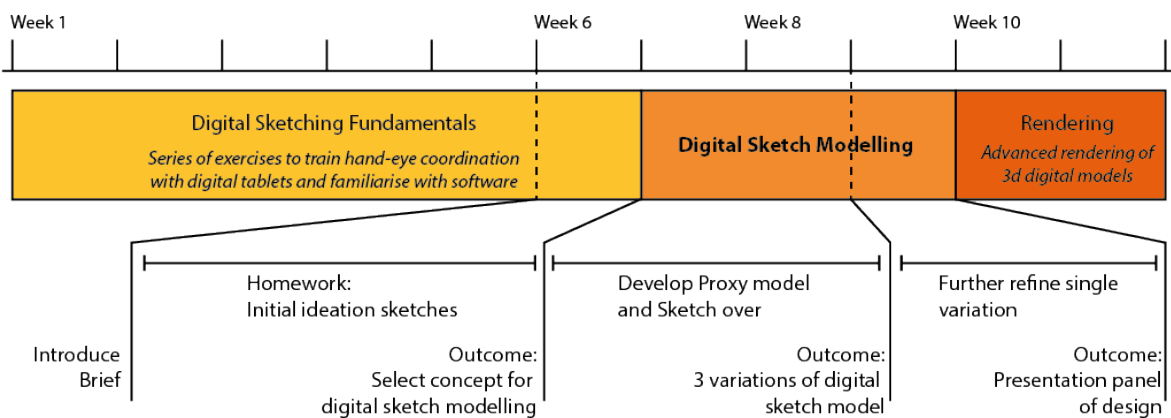 Week 1
Week 6
Week 8
Week 10
Digital Sketching Fundamentals
Series of exercises to train hand-eye coordination
with digital tablets and familiarise with software
Digital Sketch Modelling
Rendering
Advanced rendering of
3d digital models
Homework:
Initial ideation sketches
Develop Proxy model
and Sketch over
Further refine single
variation
Introduce
Brief
Outcome:
Select concept for
digital sketch modelling
Outcome:
3 variations of digital
sketch model
Outcome:
Presentation panel
of design